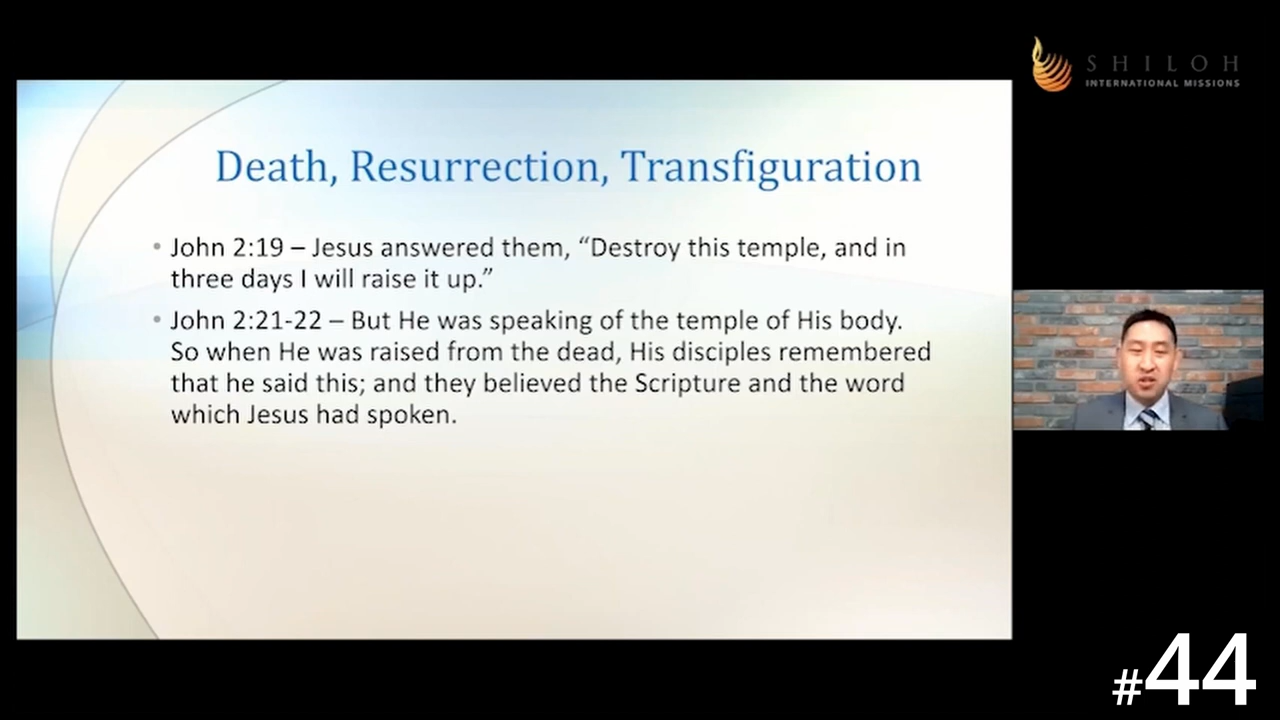 SHILOH
INTERNATIONAL MISSIONS
Death, Resurrection, Transfiguration
• John 2:19 – Jesus answered them, “Destroy this temple, and in
three days I will raise it up.”
• John 2:21-22 – But He was speaking of the temple of His body.
So when He was raised from the dead, His disciples remembered
that he said this; and they believed the Scripture and the word
which Jesus had spoken.
#44